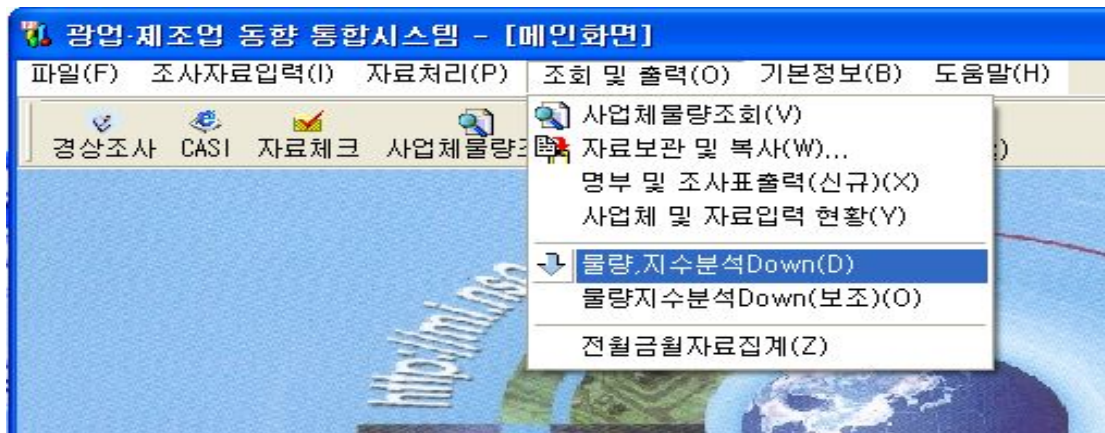 광업·제조업 동향 통합시스템 - [메인화면]
파일(F) 조사자료입력(I) 자료처리(P) 조회 및 출력(O) 기본정보(B) 도움말(H)
경상조사 CASI 자료체크 사업체물량
사업체물량조회(V)
자료보관 및 복사(W)...
명부 및 조사표출력(신규)(X)
사업체 및 자료입력 현황(Y)
물량,지수분석Down(D)
물량지수분석Down(보조)(O)
전월금월자료집계(Z)